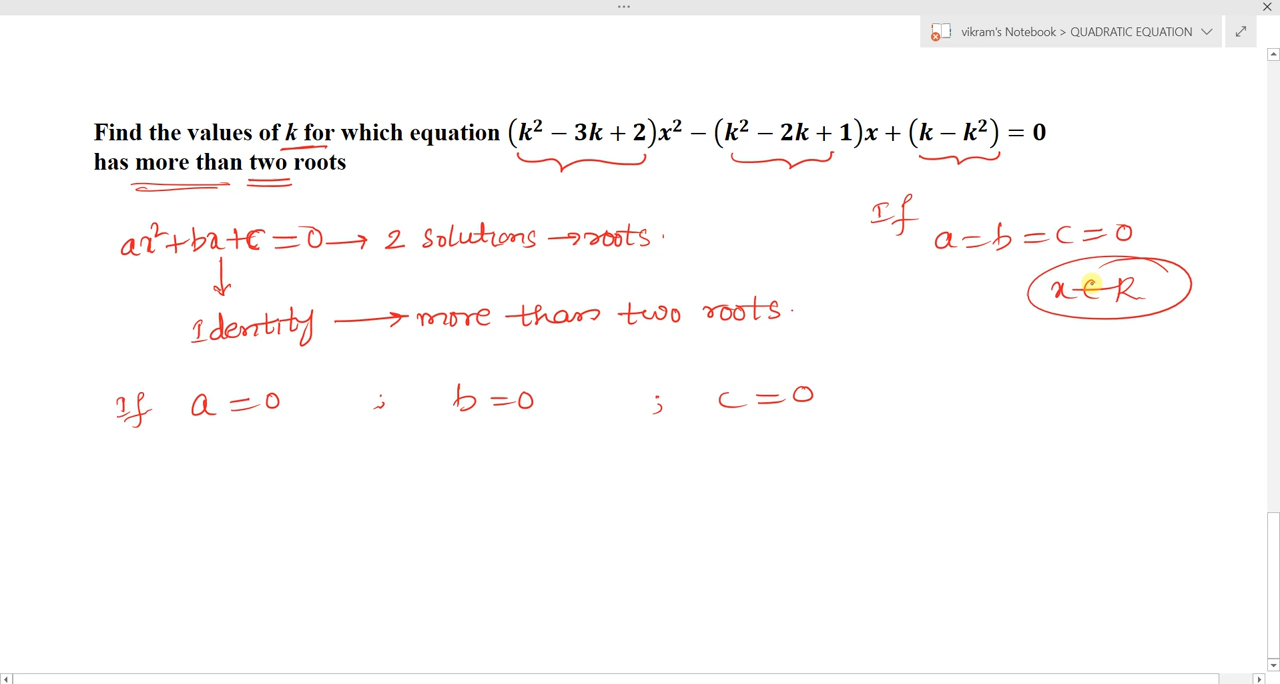 vikram's Notebook > QUADRATIC EQUATION
Find the values of k for which equation (k² − 3k + 2)x² − (k² − 2k + 1)x + (k − k²) = 0
has more than two roots
If
ax²+bx+c=0 → 2 solutions → roots.
a=b=c=0
x∈R
Identity → more than two roots.
If a=0 ; b=0 ; c=0